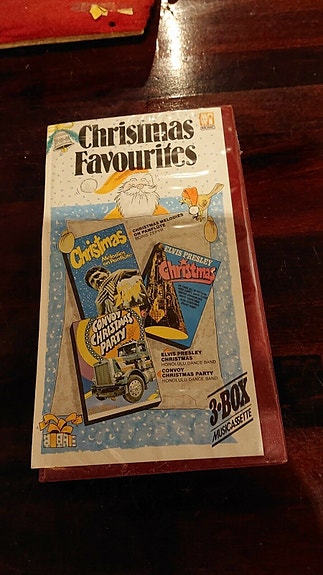 Christmas
Favourites
CHRISTMAS MELODIES
ON PANFLUTE
Christmas
Melodies
on Panflute
ELVIS PRESLEY
Christmas
CONVOY
CHRISTMAS
PARTY
ELVIS PRESLEY
CHRISTMAS
HONOLULU DANCE BAND
CONVOY
CHRISTMAS PARTY
HONOLULU DANCE BAND
3-BOX
MUSICASSETTE